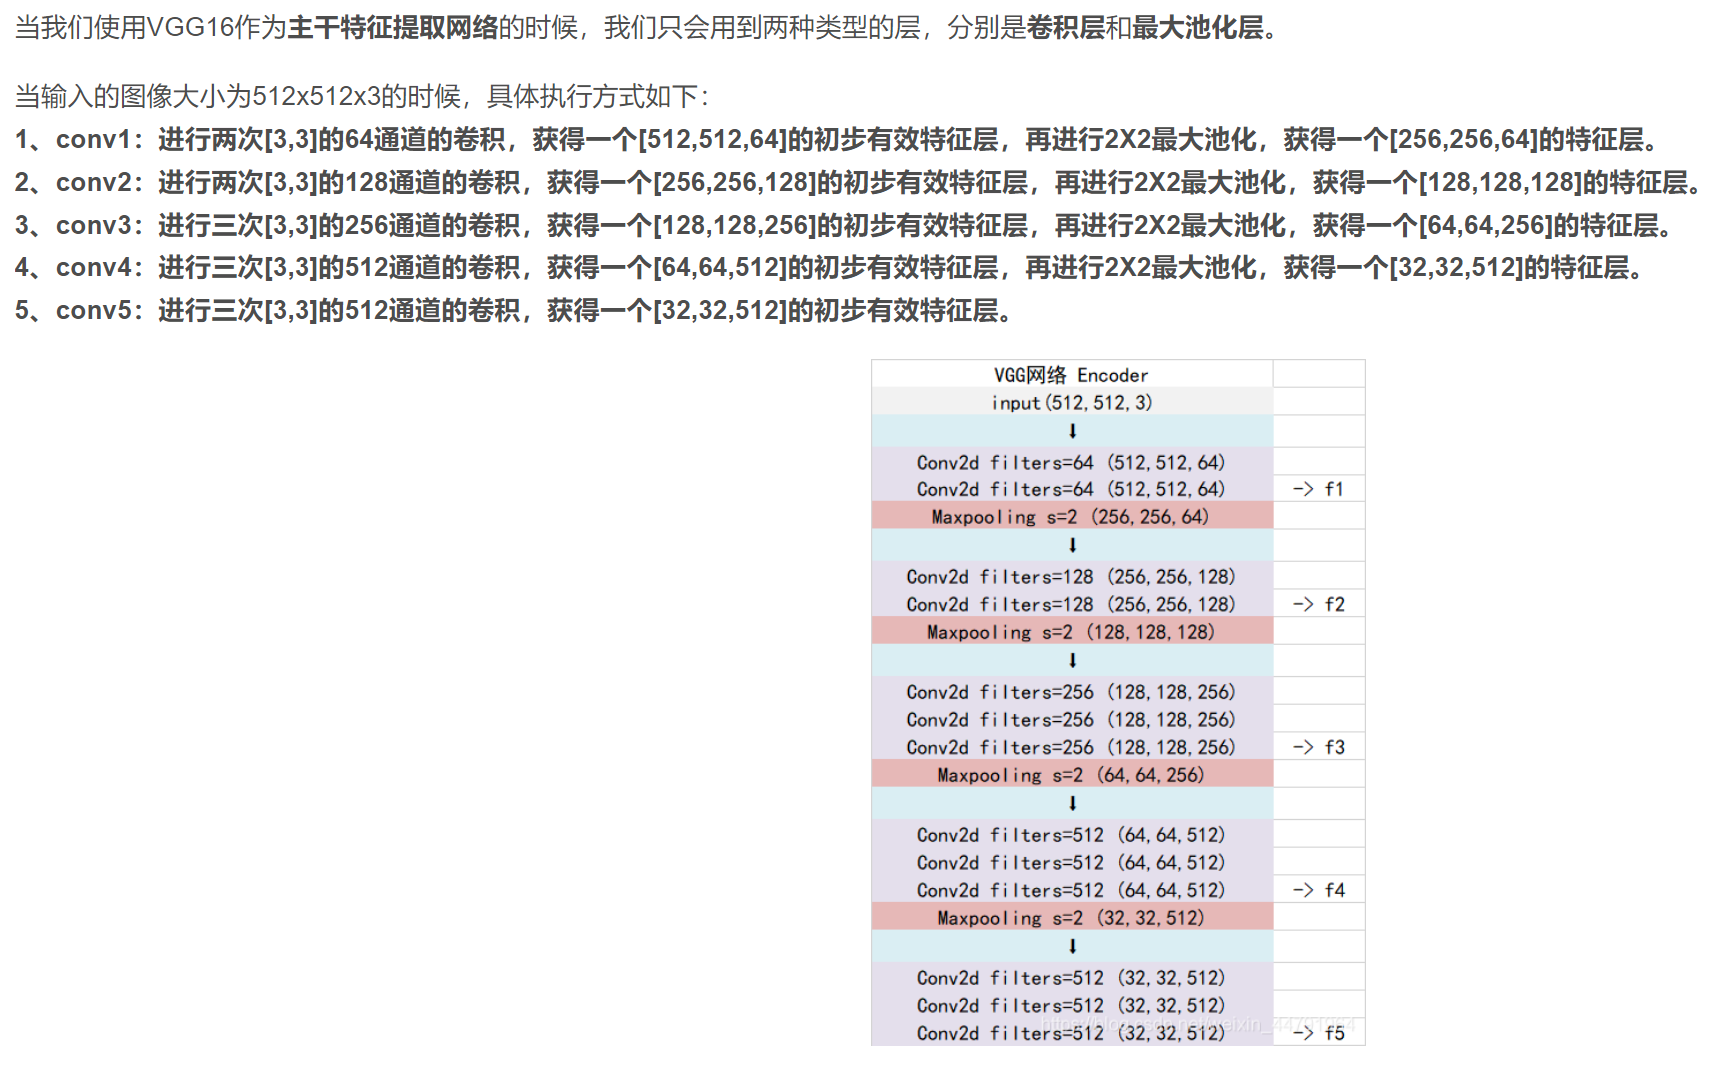 当我们使用VGG16作为主干特征提取网络的时候，我们只会用到两种类型的层，分别是卷积层和最大池化层。
当输入的图像大小为512x512x3的时候，具体执行方式如下：
1、conv1：进行两次[3,3]的64通道的卷积，获得一个[512,512,64]的初步有效特征层，再进行2X2最大池化，获得一个[256,256,64]的特征层。
2、conv2：进行两次[3,3]的128通道的卷积，获得一个[256,256,128]的初步有效特征层，再进行2X2最大池化，获得一个[128,128,128]的特征层。
3、conv3：进行三次[3,3]的256通道的卷积，获得一个[128,128,256]的初步有效特征层，再进行2X2最大池化，获得一个[64,64,256]的特征层。
4、conv4：进行三次[3,3]的512通道的卷积，获得一个[64,64,512]的初步有效特征层，再进行2X2最大池化，获得一个[32,32,512]的特征层。
5、conv5：进行三次[3,3]的512通道的卷积，获得一个[32,32,512]的初步有效特征层。
VGG网络 Encoder
input(512,512,3)
Conv2d filters=64 (512,512,64)
Conv2d filters=64 (512,512,64) -> f1
Maxpooling s=2 (256,256,64)
Conv2d filters=128 (256,256,128)
Conv2d filters=128 (256,256,128) -> f2
Maxpooling s=2 (128,128,128)
Conv2d filters=256 (128,128,256)
Conv2d filters=256 (128,128,256)
Conv2d filters=256 (128,128,256) -> f3
Maxpooling s=2 (64,64,256)
Conv2d filters=512 (64,64,512)
Conv2d filters=512 (64,64,512)
Conv2d filters=512 (64,64,512) -> f4
Maxpooling s=2 (32,32,512)
Conv2d filters=512 (32,32,512)
Conv2d filters=512 (32,32,512)
Conv2d filters=512 (32,32,512) -> f5